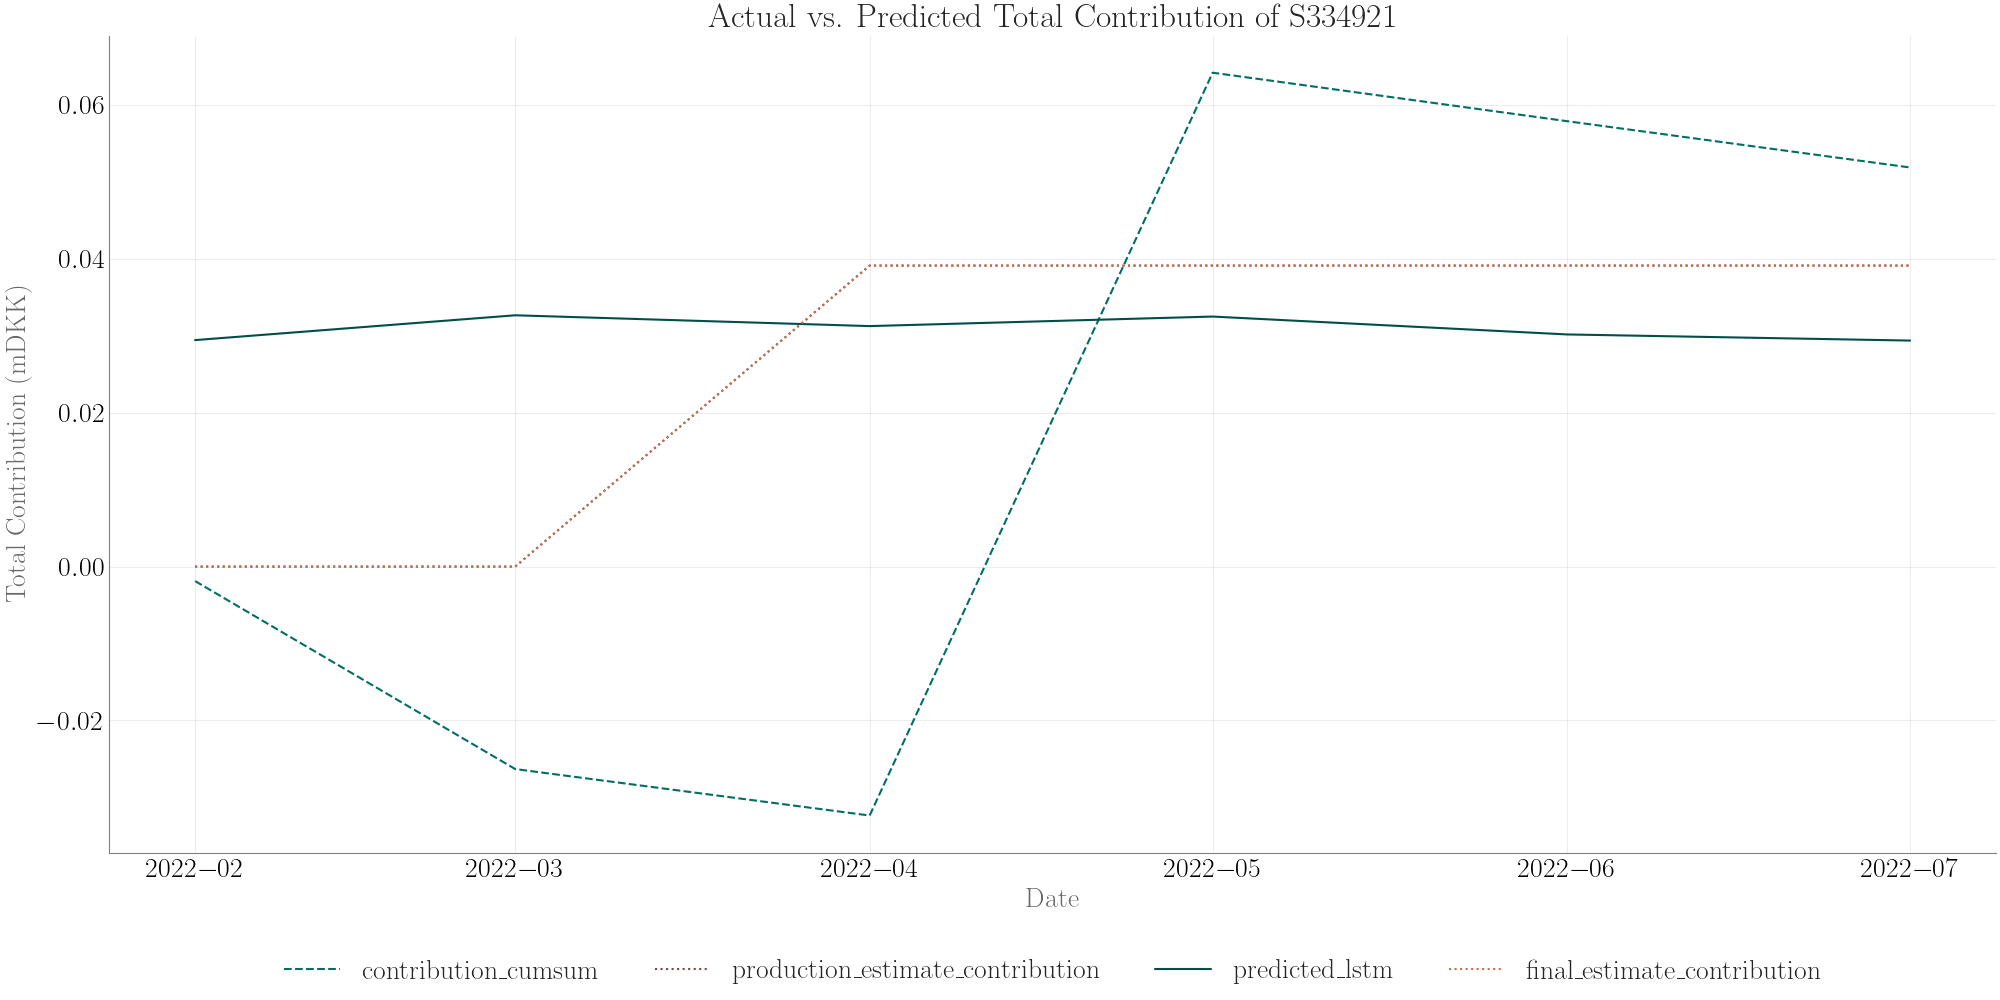 Actual vs. Predicted Total Contribution of S334921
Total Contribution (mDKK)
0.06
0.04
0.02
0.00
−0.02
2022−02 2022−03 2022−04 2022−05 2022−06 2022−07
Date
contribution_cumsum production_estimate_contribution predicted_lstm final_estimate_contribution